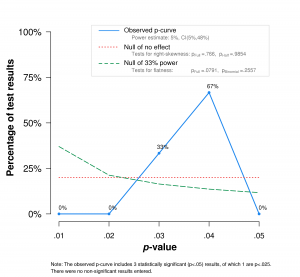 Observed p-curve
Power estimate: 5%, CI(5%,48%)
Null of no effect
Tests for right-skewness: pFull=.766, pHalf=.9854
Null of 33% power
Tests for flatness: pFull=.0791, pBinomial=.2557
100%
75%
50%
25%
0%
Percentage of test results
0%
0%
33%
67%
0%
.01
.02
.03
.04
.05
p-value
Note: The observed p-curve includes 3 statistically significant (p<.05) results, of which 1 are p<.025.
There were no non-significant results entered.